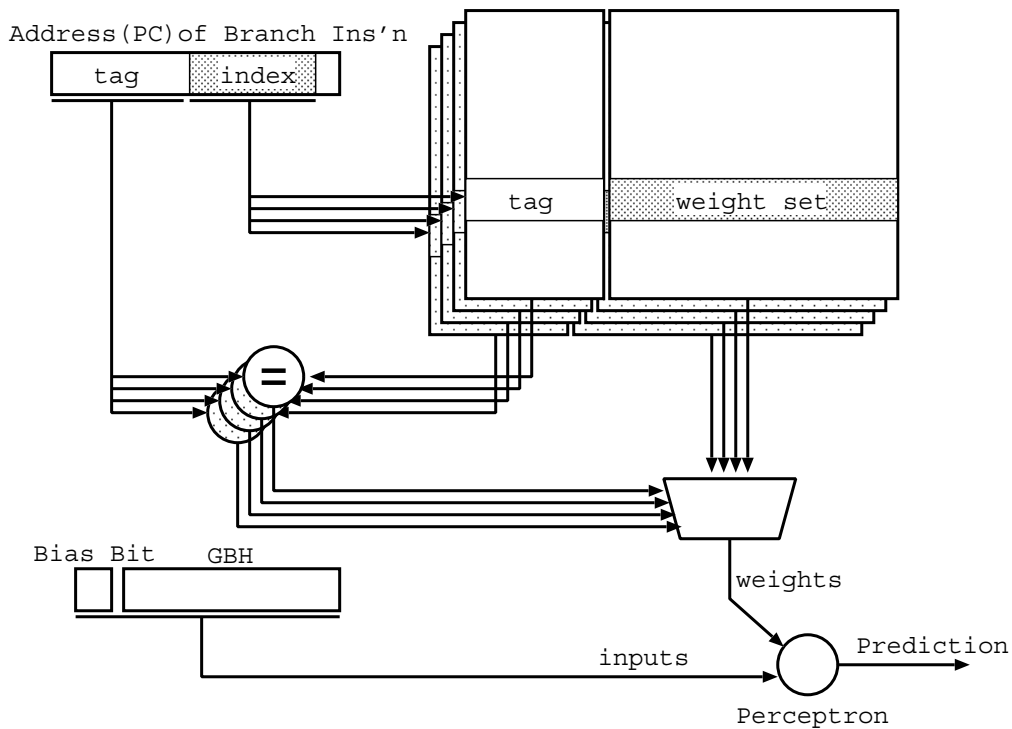 Address(PC)of Branch Ins'n
tag
index
tag
weight set
=
Bias Bit
GBH
weights
inputs
Prediction
Perceptron